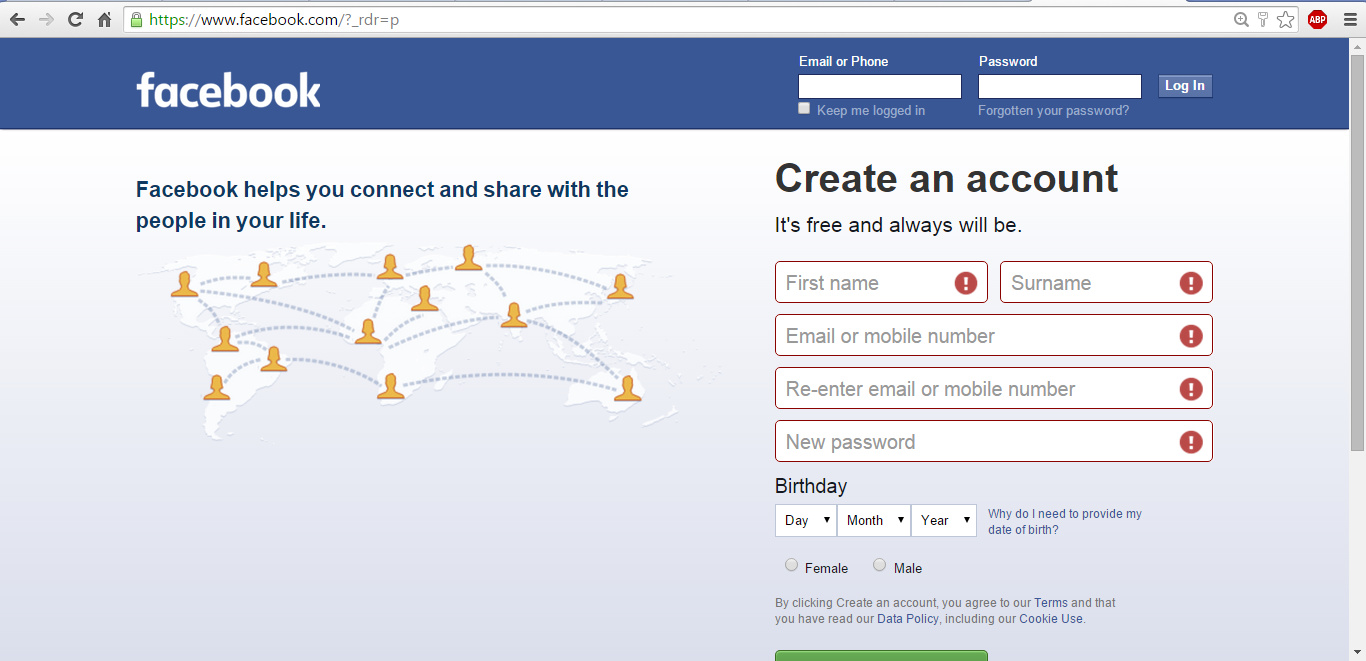 https://www.facebook.com/?_rdr=p
ABP
facebook
Email or Phone
Password
Log In
Keep me logged in
Forgotten your password?
Facebook helps you connect and share with the
people in your life.
Create an account
It's free and always will be.
First name
Surname
Email or mobile number
Re-enter email or mobile number
New password
Birthday
Day
Month
Year
Why do I need to provide my
date of birth?
Female
Male
By clicking Create an account, you agree to our Terms and that
you have read our Data Policy, including our Cookie Use.